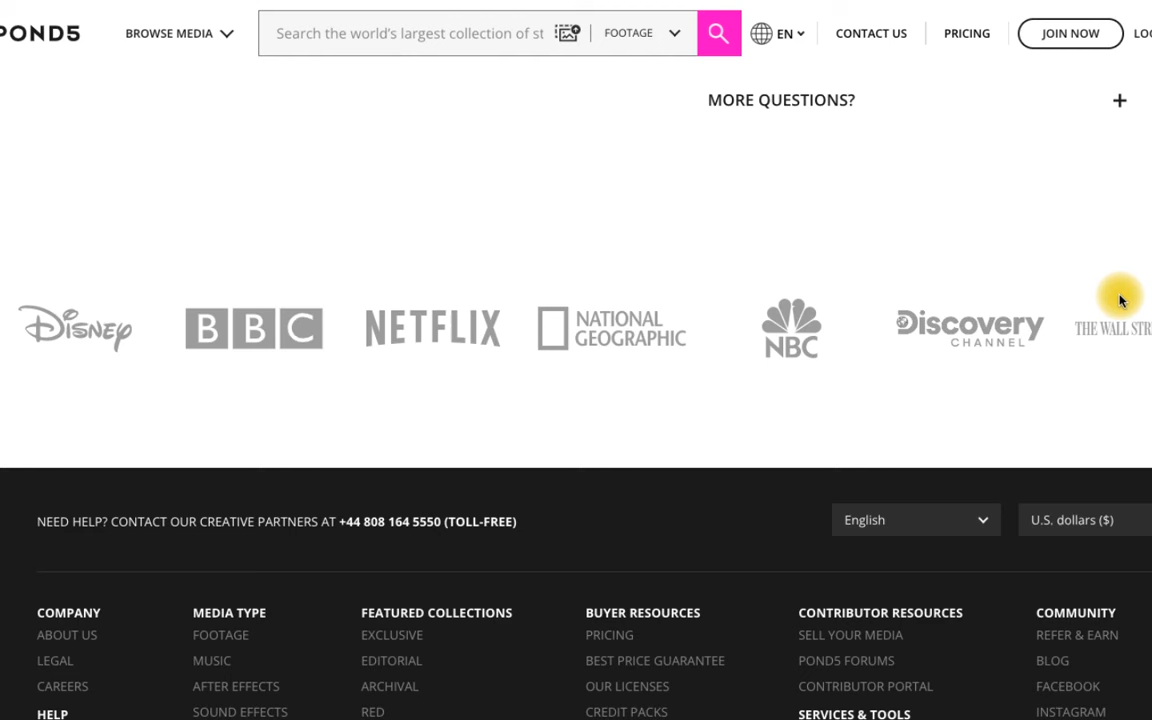 POND5
BROWSE MEDIA
Search the world's largest collection of st
FOOTAGE
EN
CONTACT US
PRICING
JOIN NOW
LOG
MORE QUESTIONS?
Disney
BBC
NETFLIX
NATIONAL
GEOGRAPHIC
NBC
Discovery
CHANNEL
THE WALL STR
NEED HELP? CONTACT OUR CREATIVE PARTNERS AT +44 808 164 5550 (TOLL-FREE)
English
U.S. dollars ($)
COMPANY
ABOUT US
LEGAL
CAREERS
HELP
MEDIA TYPE
FOOTAGE
MUSIC
AFTER EFFECTS
SOUND EFFECTS
FEATURED COLLECTIONS
EXCLUSIVE
EDITORIAL
ARCHIVAL
RED
BUYER RESOURCES
PRICING
BEST PRICE GUARANTEE
OUR LICENSES
CREDIT PACKS
CONTRIBUTOR RESOURCES
SELL YOUR MEDIA
POND5 FORUMS
CONTRIBUTOR PORTAL
SERVICES & TOOLS
COMMUNITY
REFER & EARN
BLOG
FACEBOOK
INSTAGRAM